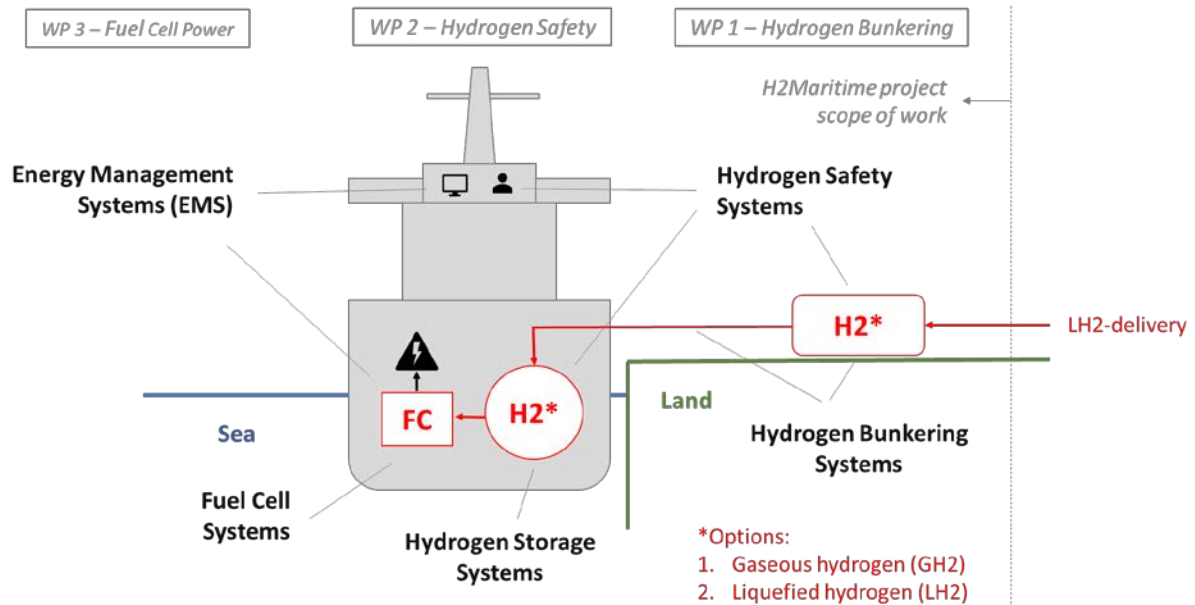 WP 3 – Fuel Cell Power
WP 2 – Hydrogen Safety
WP 1 – Hydrogen Bunkering
H2Maritime project
scope of work
Energy Management
Systems (EMS)
Hydrogen Safety
Systems
H2*
LH2-delivery
FC
H2*
Sea
Land
Hydrogen Bunkering
Systems
Fuel Cell
Systems
Hydrogen Storage
Systems
*Options:
1. Gaseous hydrogen (GH2)
2. Liquefied hydrogen (LH2)